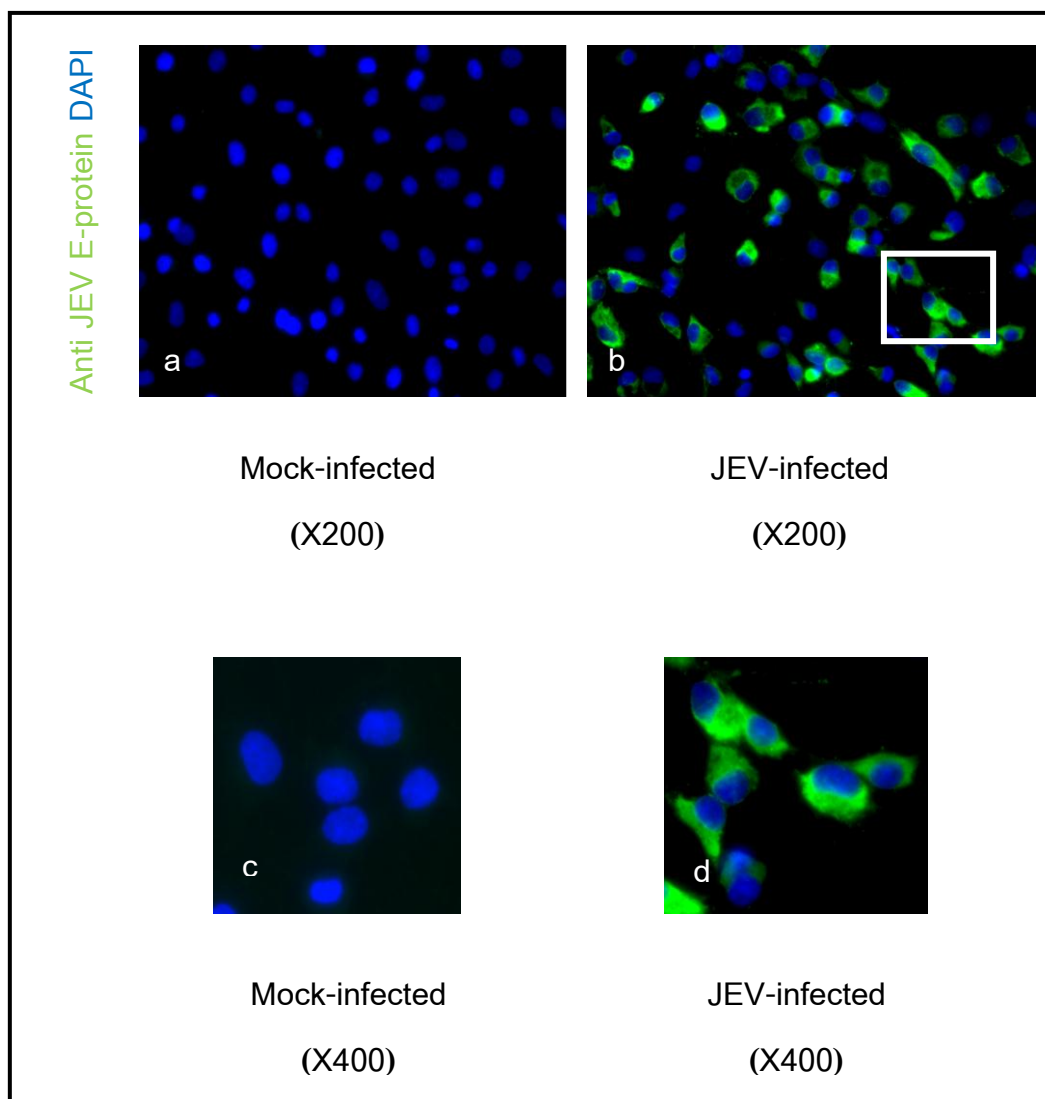 Anti JEV E-protein DAPI
a
b
Mock-infected
JEV-infected
(X200)
(X200)
c
d
Mock-infected
JEV-infected
(X400)
(X400)